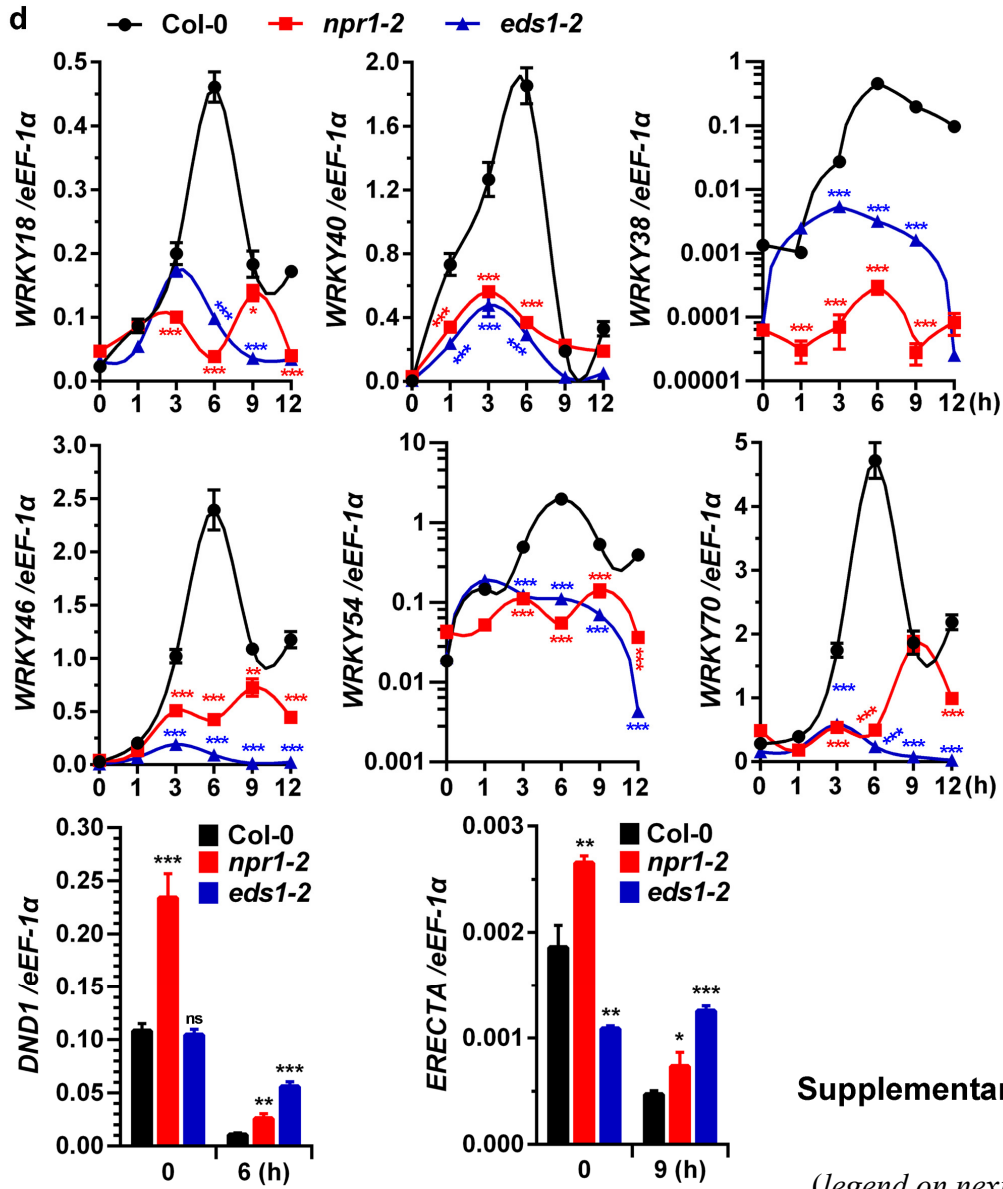 d
Col-0 npr1-2 eds1-2
WRKY18 /eEF-1α
0.5
0.4
0.3
0.2
0.1
0.0
*** *** * *** *** ***
0 1 3 6 9 12
WRKY40 /eEF-1α
2.0
1.6
1.2
0.8
0.4
0.0
*** *** *** *** *** ***
0 1 3 6 9 12
WRKY38 /eEF-1α
1
0.1
0.01
0.001
0.0001
0.00001
*** *** ***
*** *** *** ***
0 1 3 6 9 12 (h)
WRKY46 /eEF-1α
3.0
2.5
2.0
1.5
1.0
0.5
0.0
*** *** ** ***
*** *** *** ***
0 1 3 6 9 12
WRKY54 /eEF-1α
10
1
0.1
0.01
0.001
*** *** ***
*** *** *** *** ***
0 1 3 6 9 12
WRKY70 /eEF-1α
5
4
3
2
1
0
*** *** ***
*** *** *** ***
0 1 3 6 9 12 (h)
DND1 /eEF-1α
0.30
0.25
0.20
0.15
0.10
0.05
0.00
Col-0
npr1-2
eds1-2
*** ns ** ***
0 6 (h)
ERECTA /eEF-1α
0.003
0.002
0.001
0.000
Col-0
npr1-2
eds1-2
** ** * ***
0 9 (h)
Supplementar
(legend on next